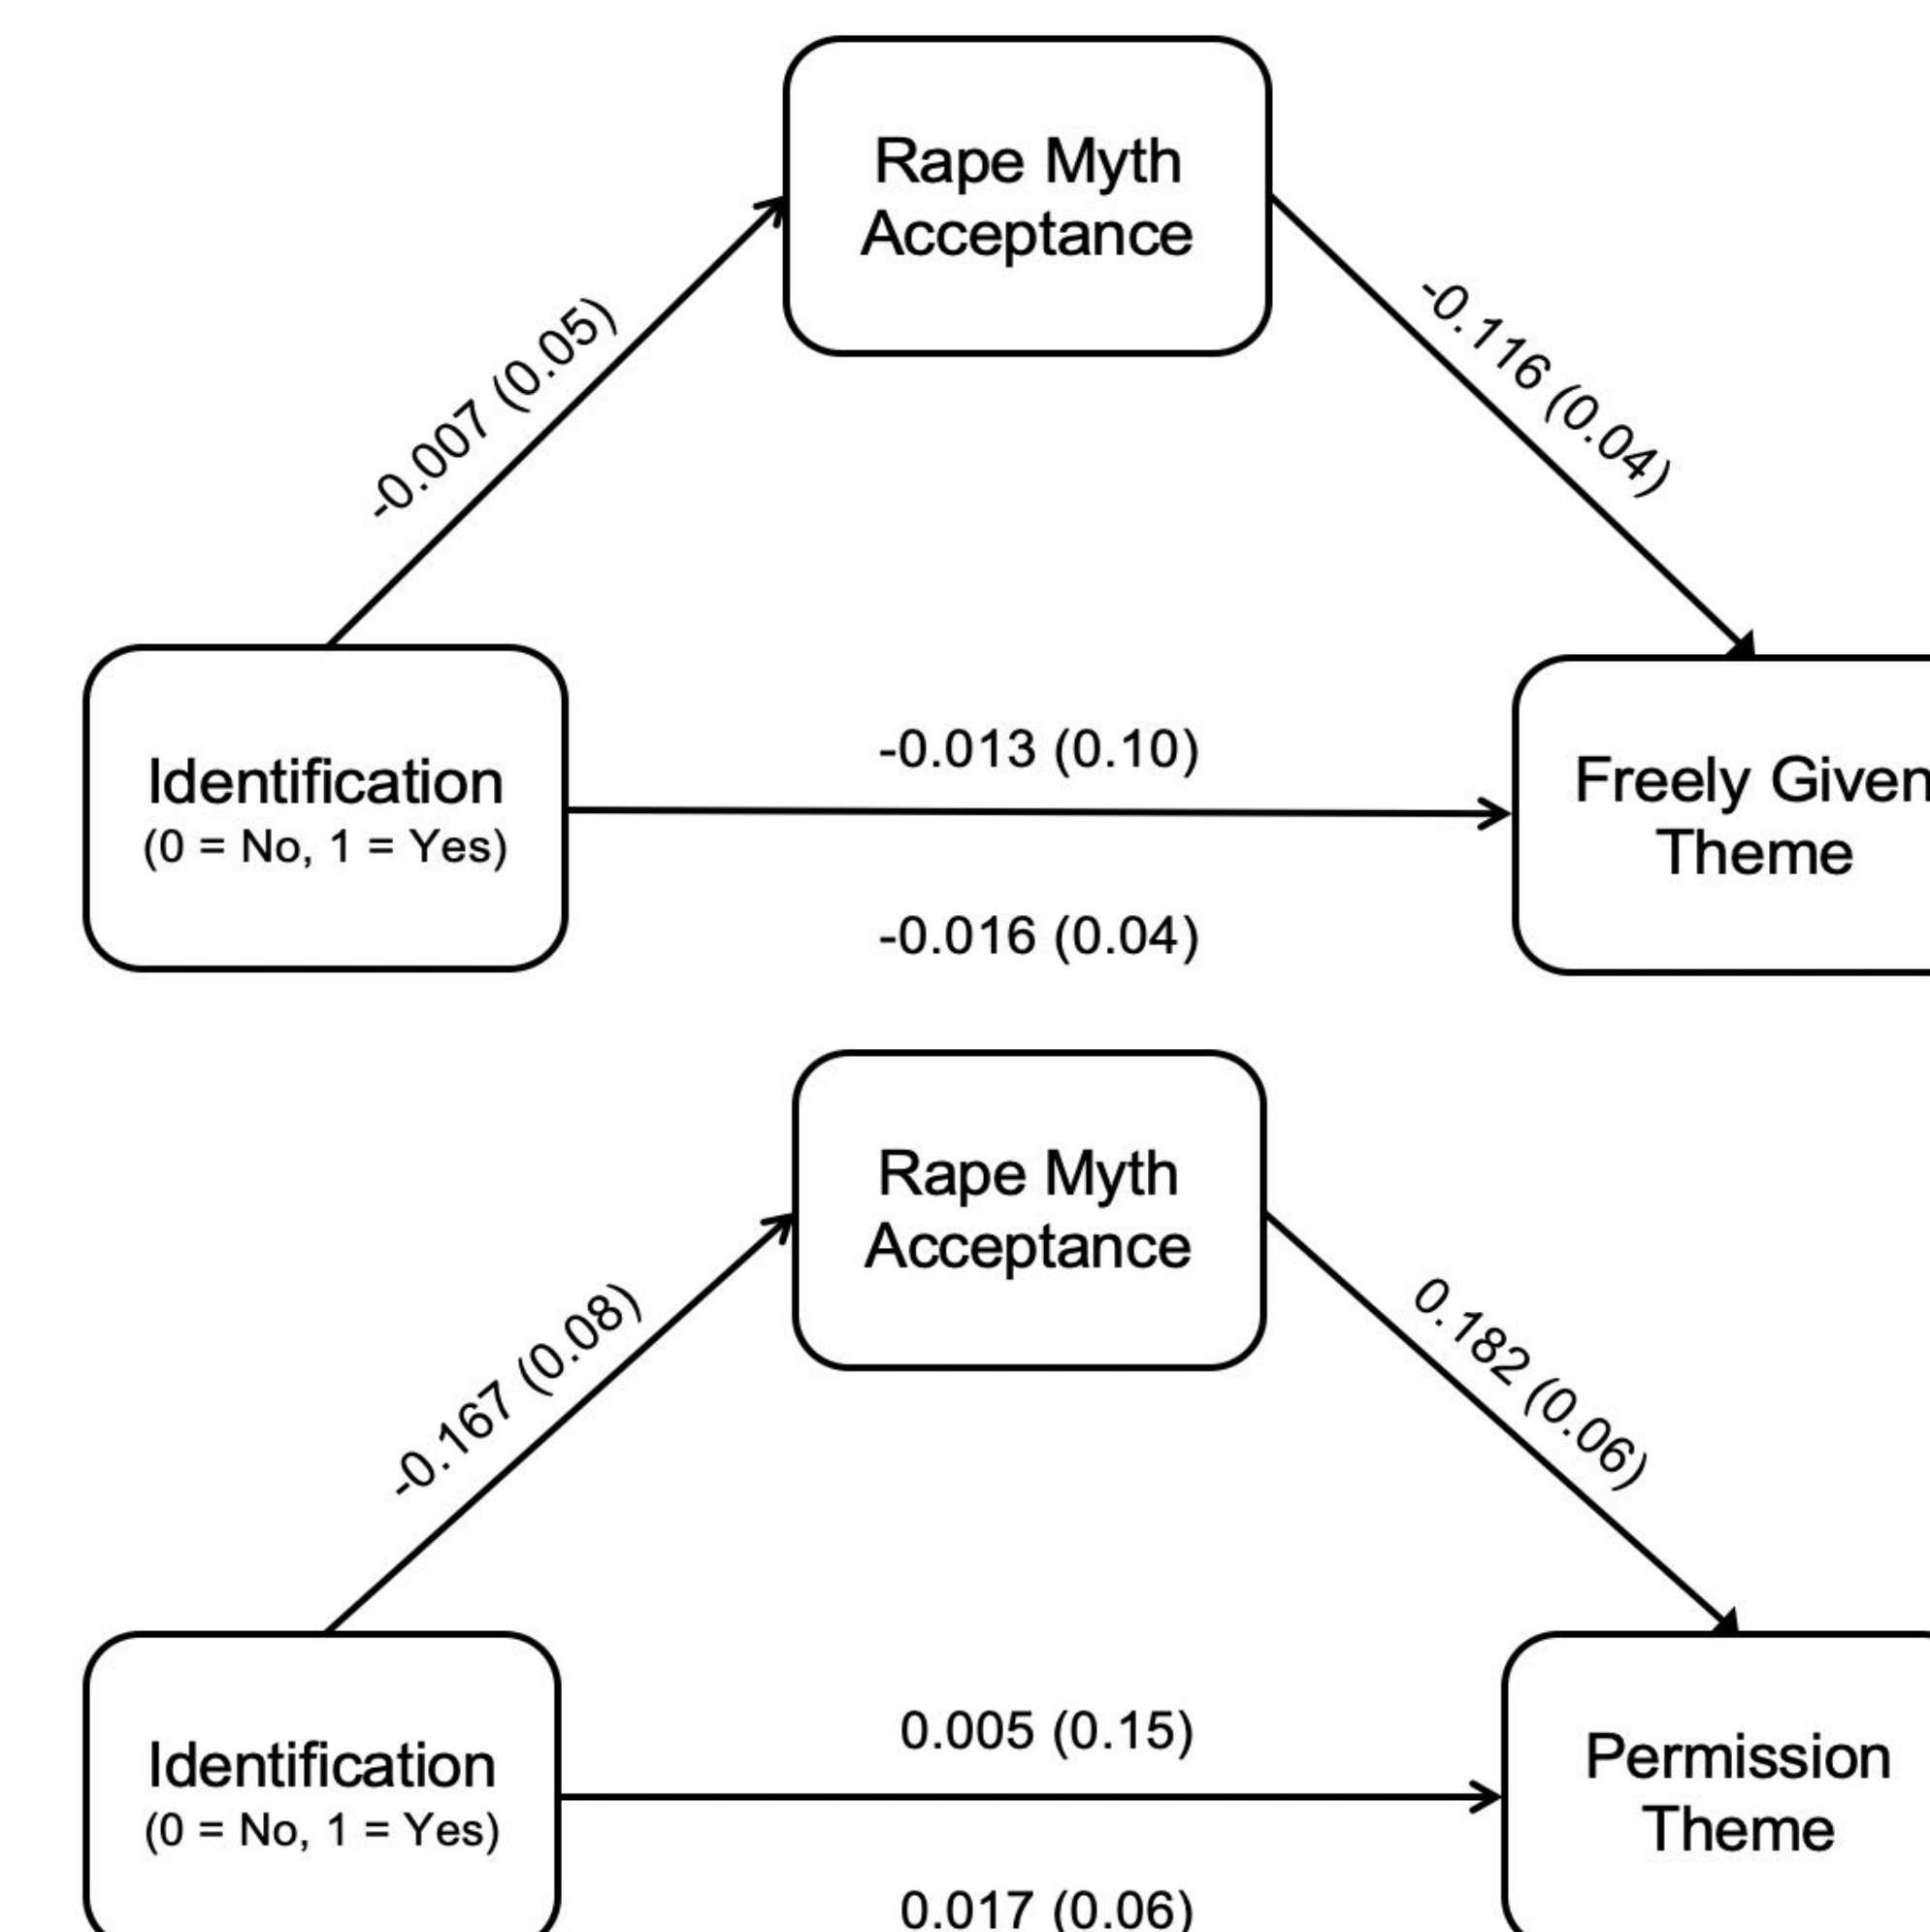 Rape Myth
Acceptance
-0.007 (0.05)
-0.116 (0.04)
Identification
(0 = No, 1 = Yes)
-0.013 (0.10)
-0.016 (0.04)
Freely Given
Theme
Rape Myth
Acceptance
-0.167 (0.08)
0.182 (0.06)
Identification
(0 = No, 1 = Yes)
0.005 (0.15)
0.017 (0.06)
Permission
Theme